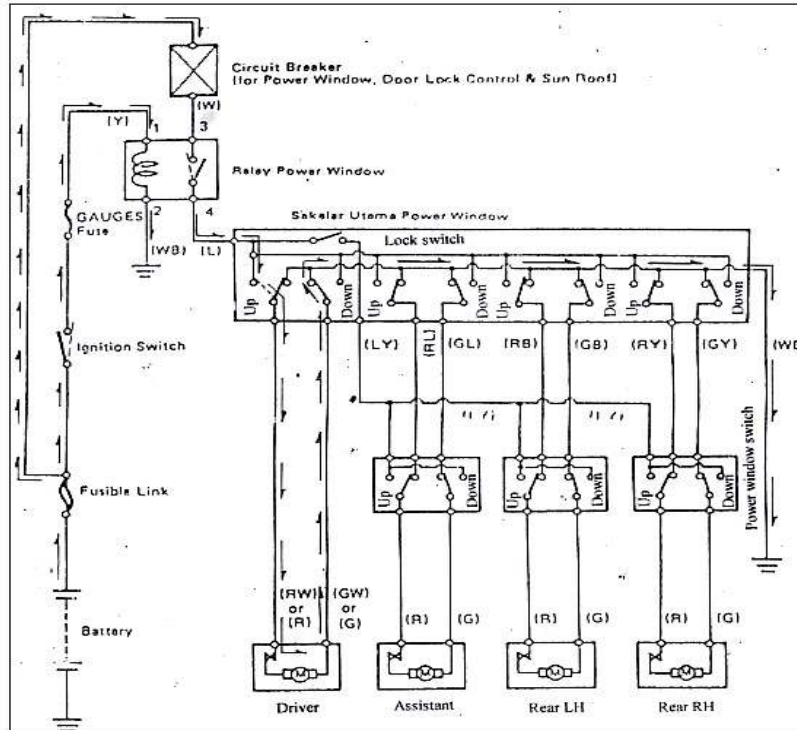 Circuit Breaker
(for Power Window, Door Lock Control & Sun Roof)
(W)
(Y)
1
3
Relay Power Window
2
4
GAUGES
Fuse
(WB)
(L)
Sakelar Utama Power Window
Lock switch
Up
Down
Up
Down
Up
Down
Up
Down
Ignition Switch
(LY)
(RL)
(GL)
(RB)
(GB)
(RY)
(GY)
Power window switch
Fusible Link
Up
Down
Up
Down
Up
Down
(RW)
or
(R)
(GW)
or
(G)
(R)
(G)
(R)
(G)
(R)
(G)
Battery
M
M
M
M
Driver
Assistant
Rear LH
Rear RH